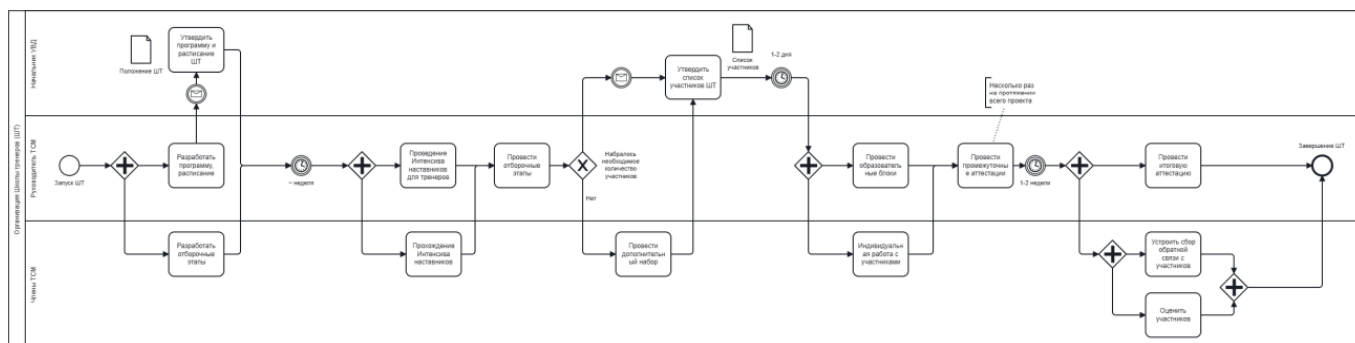 Организация Школы тренеров (ШТ)
Начальник УВД
Положение ШТ
Утвердить
программу и
расписание
ШТ
Утвердить
список
участников ШТ
Список
участников
1-2 дня
Несколько раз
на протяжении
всего проекта
Руководитель ТСМ
Запуск ШТ
Разработать
программу,
расписание
~ неделя
Проведение
Интенсива
наставников
для тренеров
Провести
отборочные
этапы
Набралось
необходимое
количество
участников
Нет
Провести
образователь
ные блоки
Провести
промежуточны
е аттестации
1-2 недели
Провести
итоговую
аттестацию
Завершение ШТ
Члены ТСМ
Разработать
отборочные
этапы
Прохождение
Интенсива
наставников
Провести
дополнитель
ный набор
Индивидуальн
ая работа с
участниками
Устроить сбор
обратной
связи с
участников
Оценить
участников